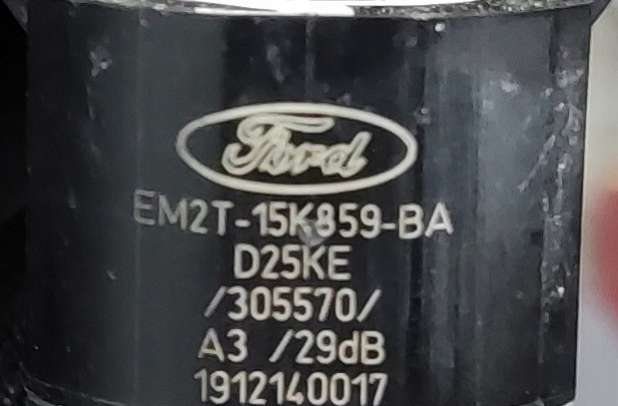 Ford
EM2T-15K859-BA
D25KE
/305570/
A3 /29dB
1912140017